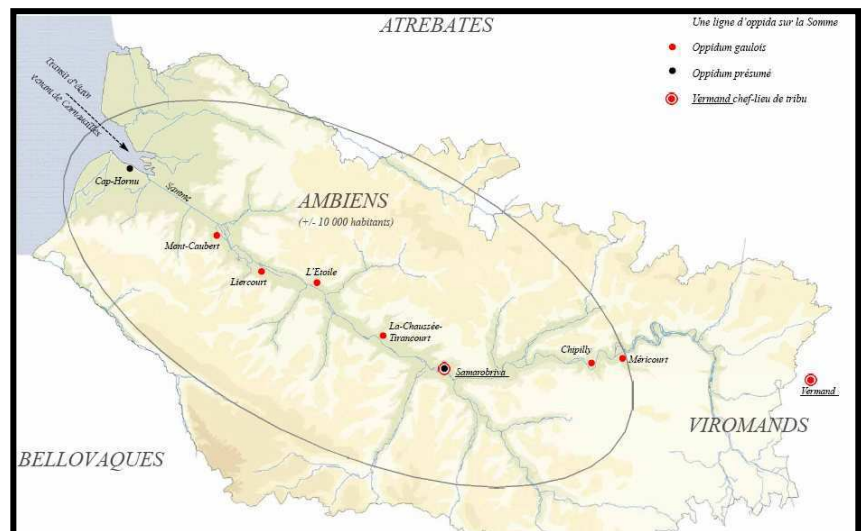 ATREBATES
Une ligne d'oppida sur la Somme
Oppidum gaulois
Oppidum présumé
Vermand chef-lieu de tribu
Transit d'étain
venant de Cornouailles
Cap-Hornu
Somme
AMBIENS
(+/- 10 000 habitants)
Mont-Caubert
Liercourt
L'Etoile
La-Chaussée-
Tirancourt
Samarobriva
Chipilly
Méricourt
Vermand
VIROMANDS
BELLOVAQUES